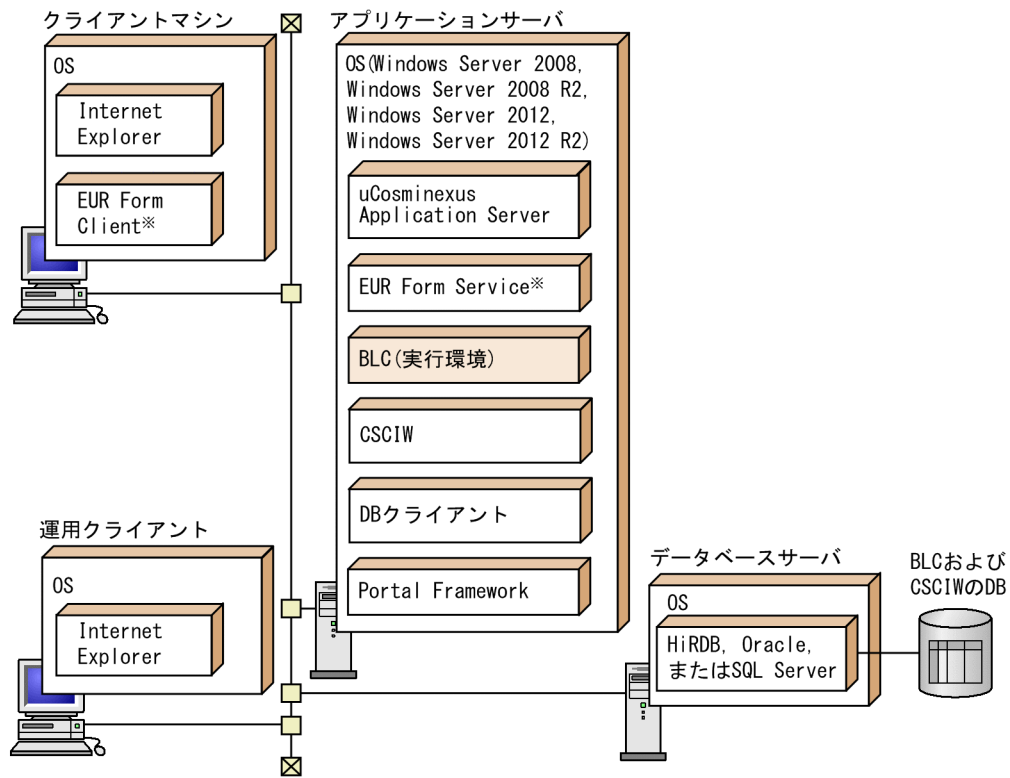 クライアントマシン
OS
Internet
Explorer
EUR Form
Client※
アプリケーションサーバ
OS(Windows Server 2008,
Windows Server 2008 R2,
Windows Server 2012,
Windows Server 2012 R2)
uCosminexus
Application Server
EUR Form Service※
BLC(実行環境)
CSCIW
DBクライアント
Portal Framework
運用クライアント
OS
Internet
Explorer
データベースサーバ
OS
HiRDB, Oracle,
またはSQL Server
BLCおよび
CSCIWのDB